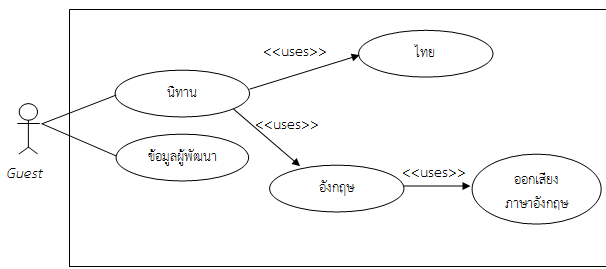 <<uses>>
ไทย
นิทาน
<<uses>>
ข้อมูลผู้พัฒนา
Guest
อังกฤษ
<<uses>>
ออกเสียง
ภาษาอังกฤษ